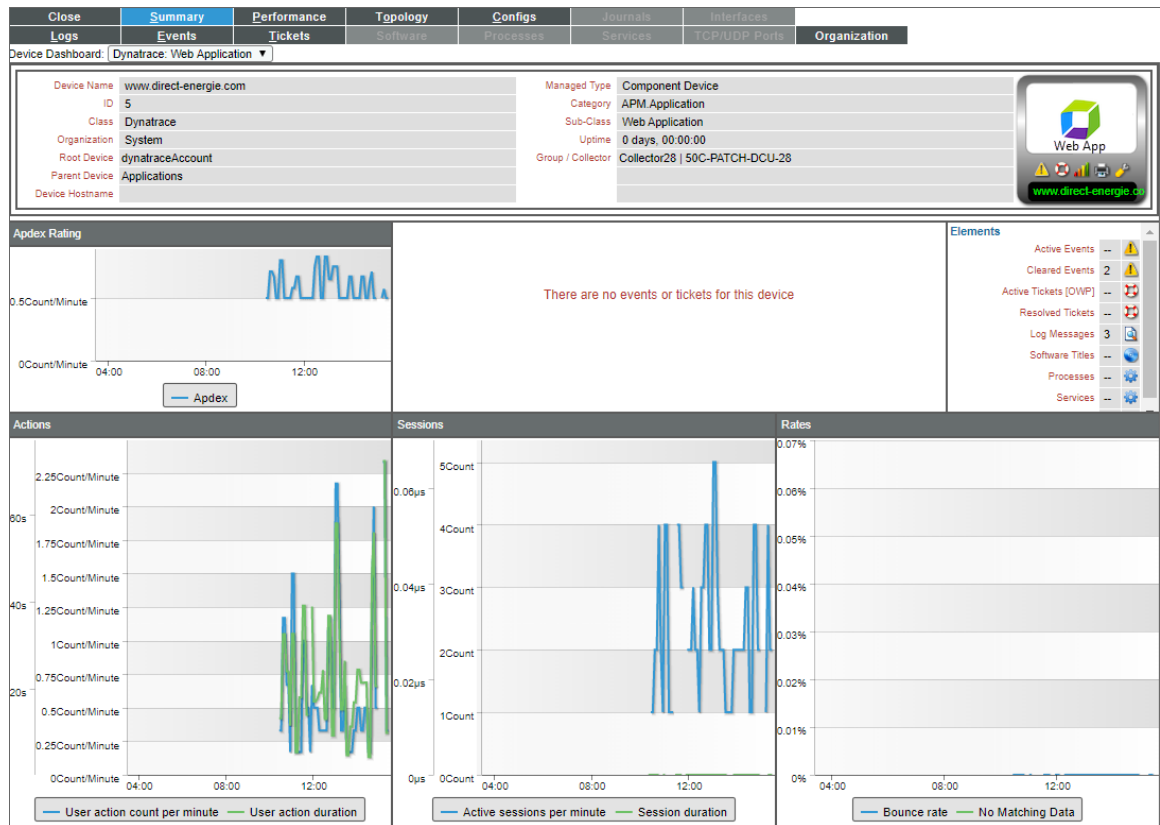 Close Summary Performance Topology Configs Journals Interfaces
Logs Events Tickets Software Processes Services TCP/UDP Ports Organization
Device Dashboard: Dynatrace: Web Application ▼
Device Name www.direct-energie.com Managed Type Component Device
ID 5 Category APM.Application
Class Dynatrace Sub-Class Web Application
Organization System Uptime 0 days, 00:00:00
Root Device dynatraceAccount Group / Collector Collector28 | 50C-PATCH-DCU-28
Parent Device Applications
Device Hostname
Web App
www.direct-energie.co
Apdex Rating
0.5Count/Minute
0Count/Minute
04:00 08:00 12:00
Apdex
There are no events or tickets for this device
Elements
Active Events --
Cleared Events 2
Active Tickets [OWP] --
Resolved Tickets --
Log Messages 3
Software Titles --
Processes --
Services --
Actions
60s
40s
20s
2.25Count/Minute
2Count/Minute
1.75Count/Minute
1.5Count/Minute
1.25Count/Minute
1Count/Minute
0.75Count/Minute
0.5Count/Minute
0.25Count/Minute
0Count/Minute
04:00 08:00 12:00
User action count per minute User action duration
Sessions
0.06µs
0.04µs
0.02µs
0µs
5Count
4Count
3Count
2Count
1Count
0Count
04:00 08:00 12:00
Active sessions per minute Session duration
Rates
0.07%
0.06%
0.05%
0.04%
0.03%
0.02%
0.01%
0%
04:00 08:00 12:00
Bounce rate No Matching Data